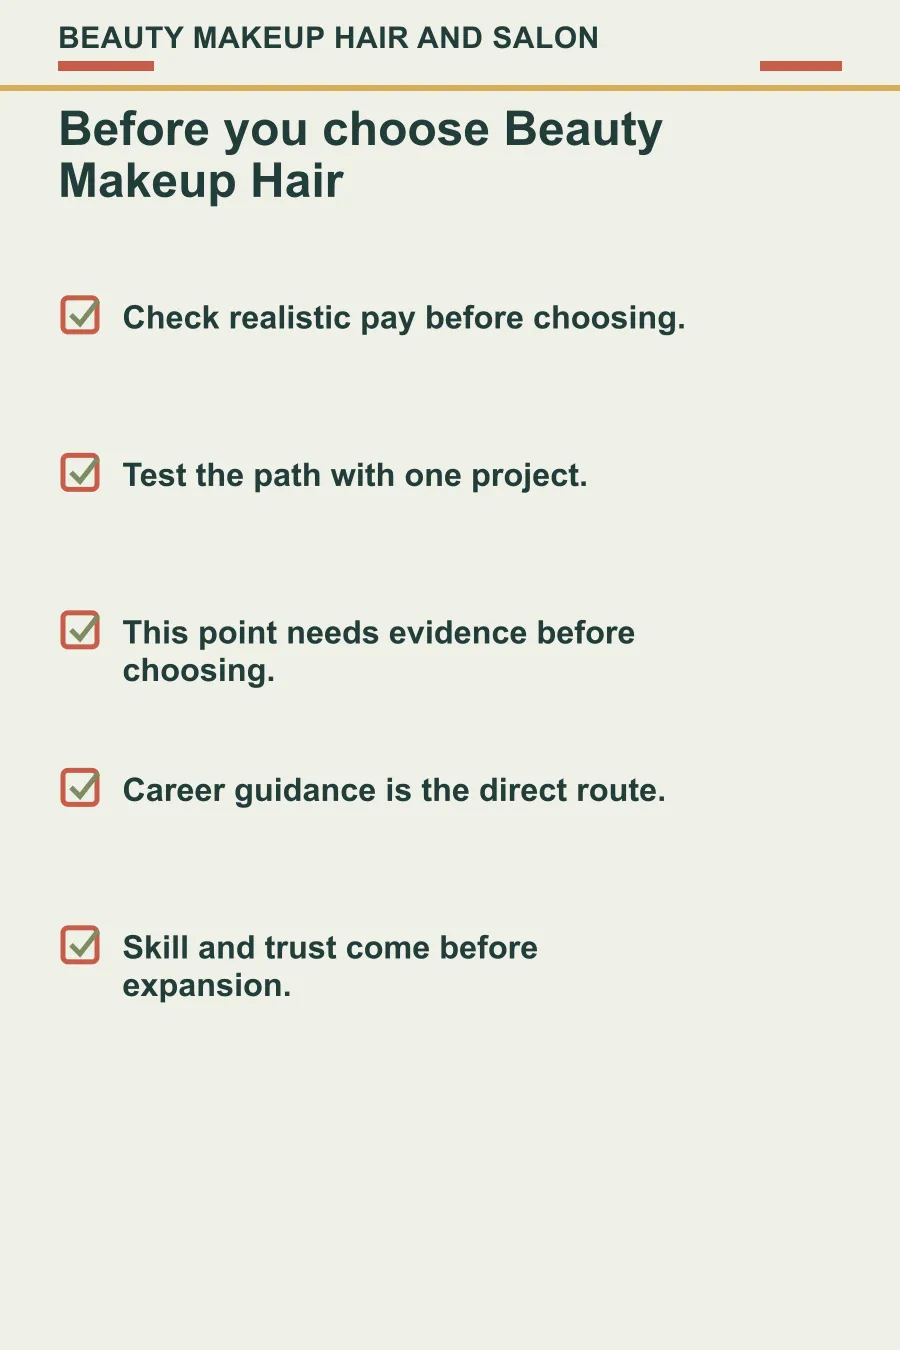 BEAUTY MAKEUP HAIR AND SALON
Before you choose Beauty
Makeup Hair
Check realistic pay before choosing.
Test the path with one project.
This point needs evidence before
choosing.
Career guidance is the direct route.
Skill and trust come before
expansion.